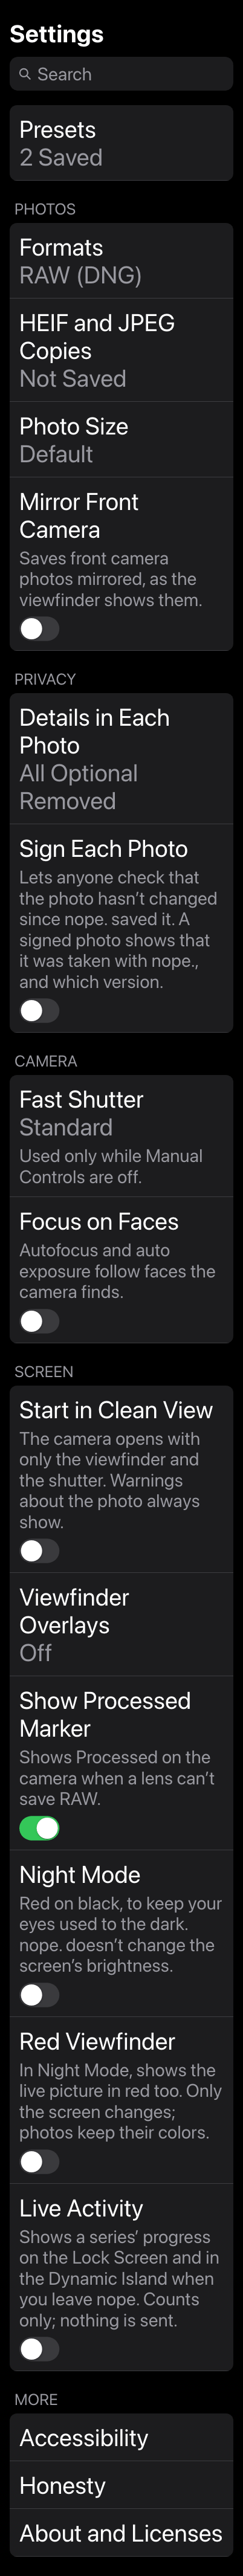 Settings
Search
Presets
2 Saved
PHOTOS
Formats
RAW (DNG)
HEIF and JPEG
Copies
Not Saved
Photo Size
Default
Mirror Front
Camera
Saves front camera
photos mirrored, as the
viewfinder shows them.
PRIVACY
Details in Each
Photo
All Optional
Removed
Sign Each Photo
Lets anyone check that
the photo hasn't changed
since nope. saved it. A
signed photo shows that
it was taken with nope.,
and which version.
CAMERA
Fast Shutter
Standard
Used only while Manual
Controls are off.
Focus on Faces
Autofocus and auto
exposure follow faces the
camera finds.
SCREEN
Start in Clean View
The camera opens with
only the viewfinder and
the shutter. Warnings
about the photo always
show.
Viewfinder
Overlays
Off
Show Processed
Marker
Shows Processed on the
camera when a lens can't
save RAW.
Night Mode
Red on black, to keep your
eyes used to the dark.
nope. doesn't change the
screen's brightness.
Red Viewfinder
In Night Mode, shows the
live picture in red too. Only
the screen changes;
photos keep their colors.
Live Activity
Shows a series' progress
on the Lock Screen and in
the Dynamic Island when
you leave nope. Counts
only; nothing is sent.
MORE
Accessibility
Honesty
About and Licenses